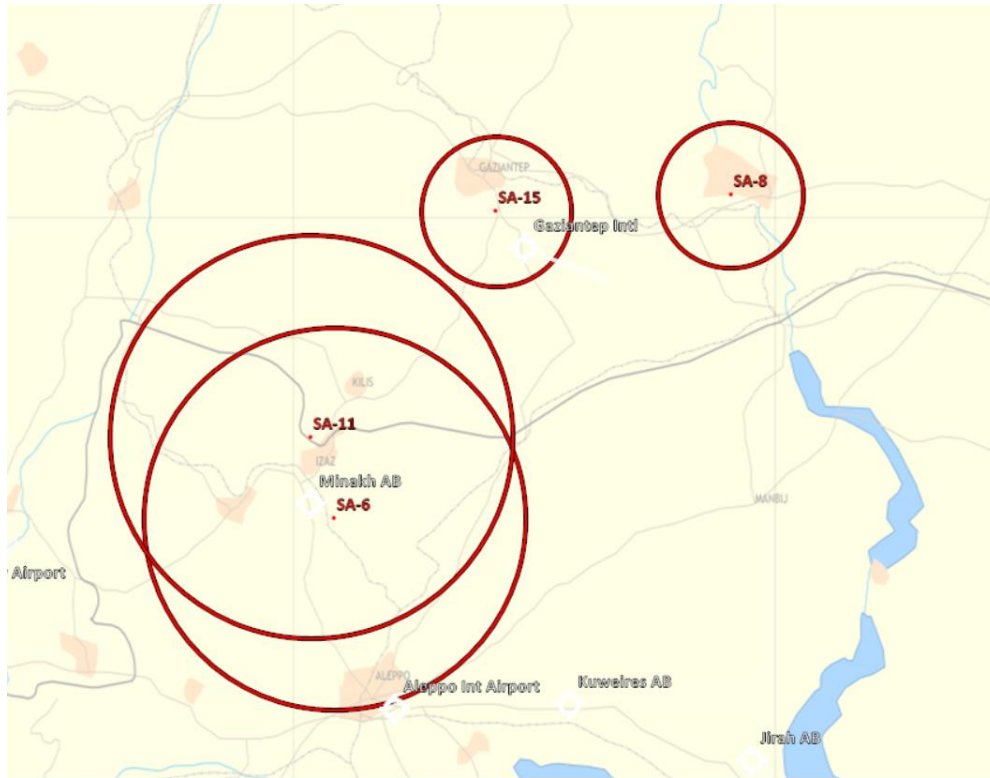 GAZIANTEP
SA-15
SA-8
Gaziantep Intl
KILIS
SA-11
IZAZ
Minakh AB
SA-6
MANBIJ
Airport
ALEPPO
Aleppo Int Airport
Kuweires AB
Jirah AB